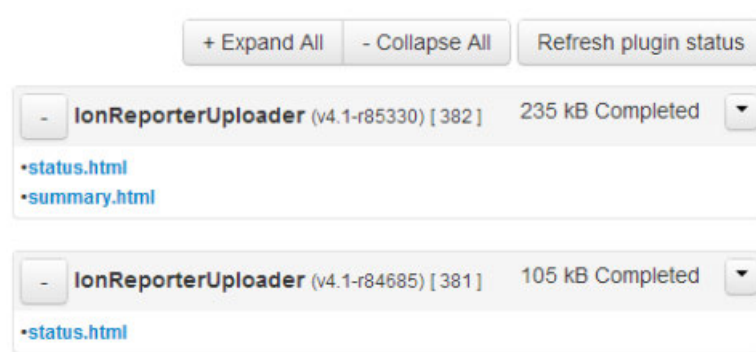 + Expand All - Collapse All Refresh plugin status
- IonReporterUploader (v4.1-r85330) [ 382 ] 235 kB Completed
•status.html
•summary.html
- IonReporterUploader (v4.1-r84685) [ 381 ] 105 kB Completed
•status.html